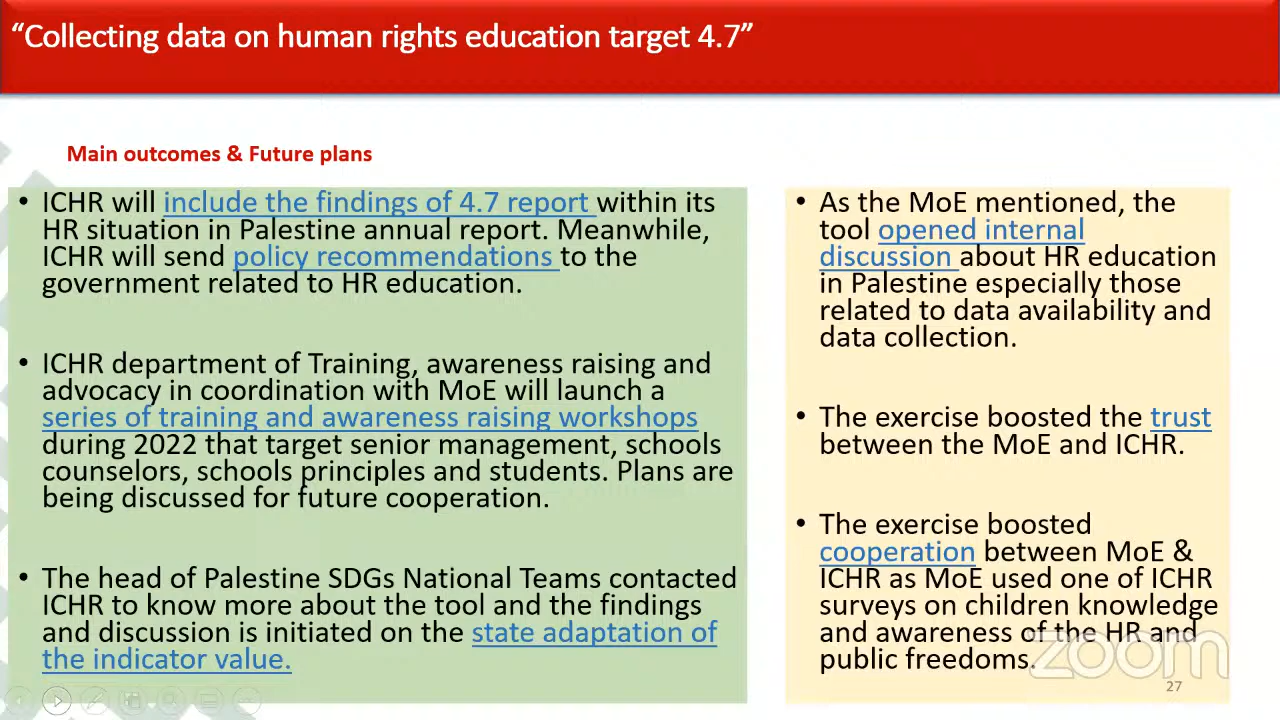 “Collecting data on human rights education target 4.7”
Main outcomes & Future plans
• ICHR will include the findings of 4.7 report within its
HR situation in Palestine annual report. Meanwhile,
ICHR will send policy recommendations to the
government related to HR education.
• ICHR department of Training, awareness raising and
advocacy in coordination with MoE will launch a
series of training and awareness raising workshops
during 2022 that target senior management, schools
counselors, schools principles and students. Plans are
being discussed for future cooperation.
• The head of Palestine SDGs National Teams contacted
ICHR to know more about the tool and the findings
and discussion is initiated on the state adaptation of
the indicator value.
• As the MoE mentioned, the
tool opened internal
discussion about HR education
in Palestine especially those
related to data availability and
data collection.
• The exercise boosted the trust
between the MoE and ICHR.
• The exercise boosted
cooperation between MoE &
ICHR as MoE used one of ICHR
surveys on children knowledge
and awareness of the HR and
public freedoms.
zoom
27